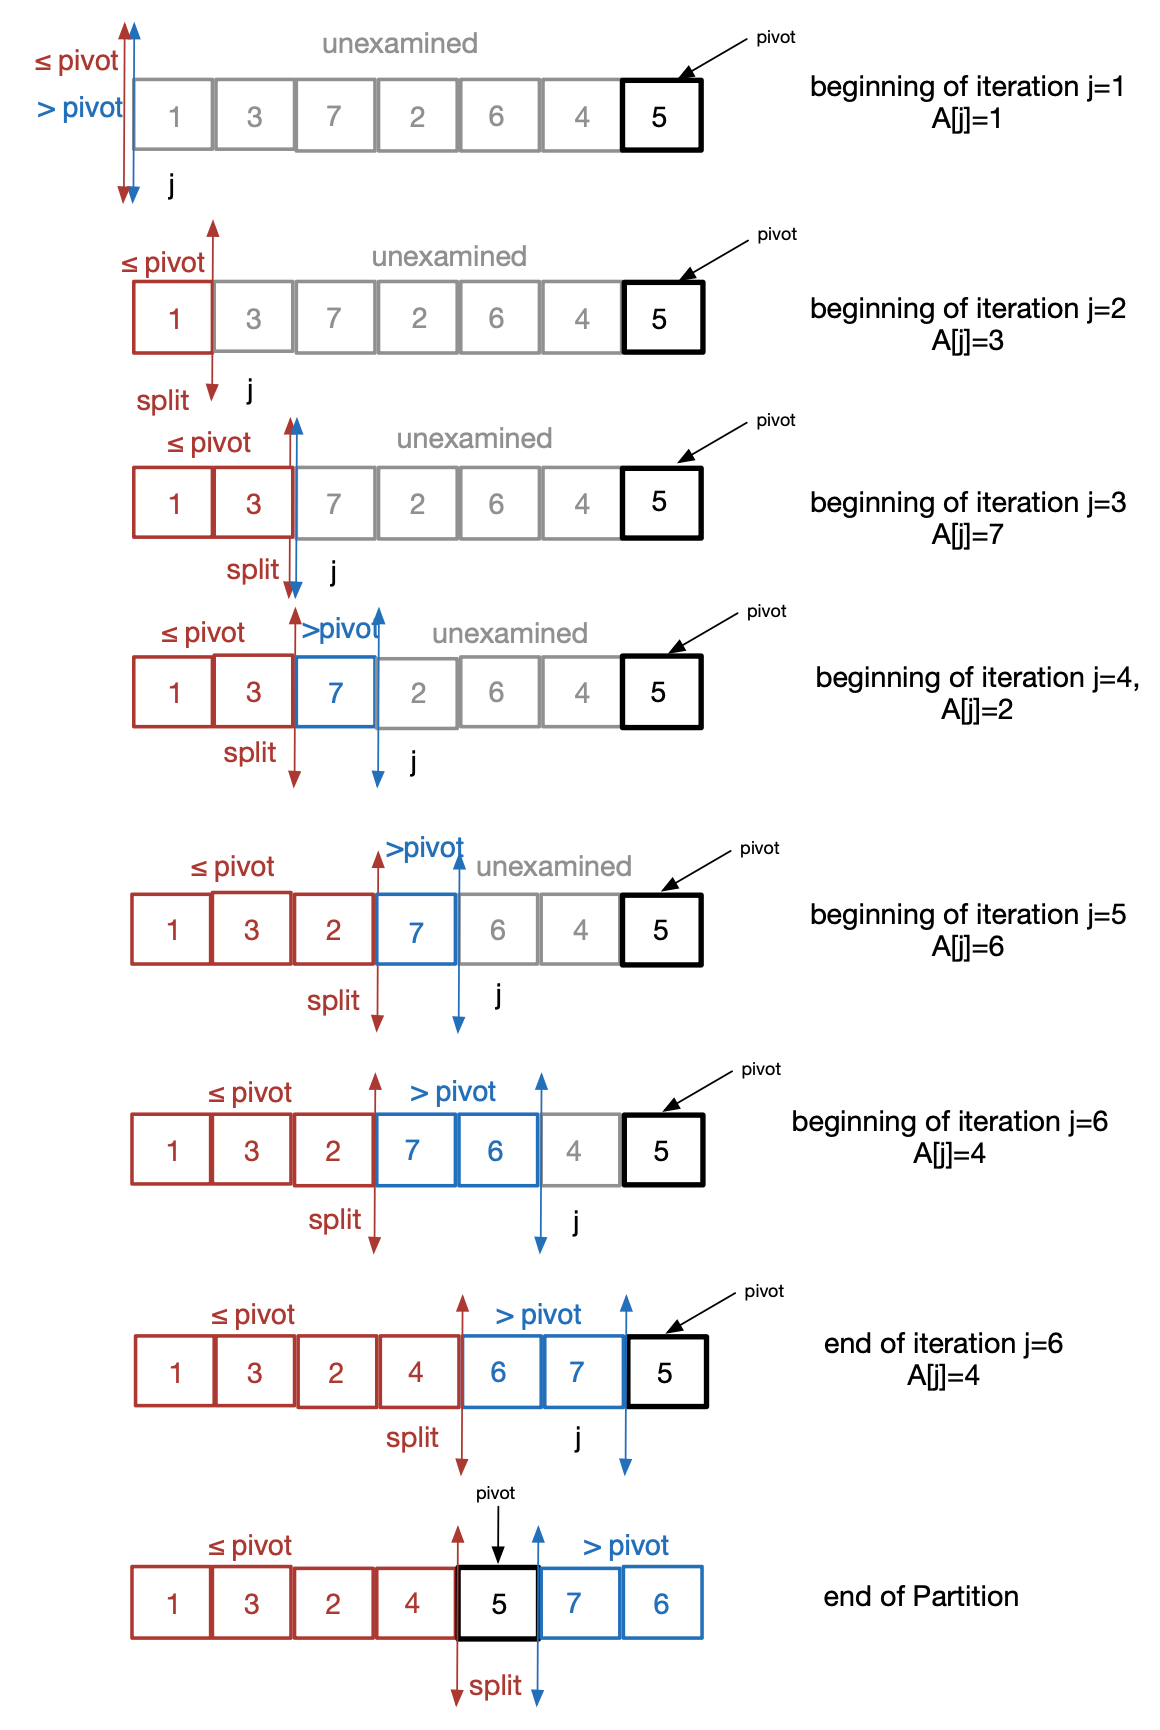 unexamined
pivot
≤ pivot
> pivot
1 3 7 2 6 4 5
beginning of iteration j=1
A[j]=1
j
pivot
≤ pivot
unexamined
1 3 7 2 6 4 5
beginning of iteration j=2
A[j]=3
split
j
pivot
≤ pivot
unexamined
1 3 7 2 6 4 5
beginning of iteration j=3
A[j]=7
split
j
pivot
≤ pivot
>pivot
unexamined
1 3 7 2 6 4 5
beginning of iteration j=4,
A[j]=2
split
j
>pivot
pivot
≤ pivot
unexamined
1 3 2 7 6 4 5
beginning of iteration j=5
A[j]=6
split
j
pivot
≤ pivot
> pivot
1 3 2 7 6 4 5
beginning of iteration j=6
A[j]=4
split
j
pivot
≤ pivot
> pivot
1 3 2 4 6 7 5
end of iteration j=6
A[j]=4
split
j
pivot
≤ pivot
> pivot
1 3 2 4 5 7 6
end of Partition
split